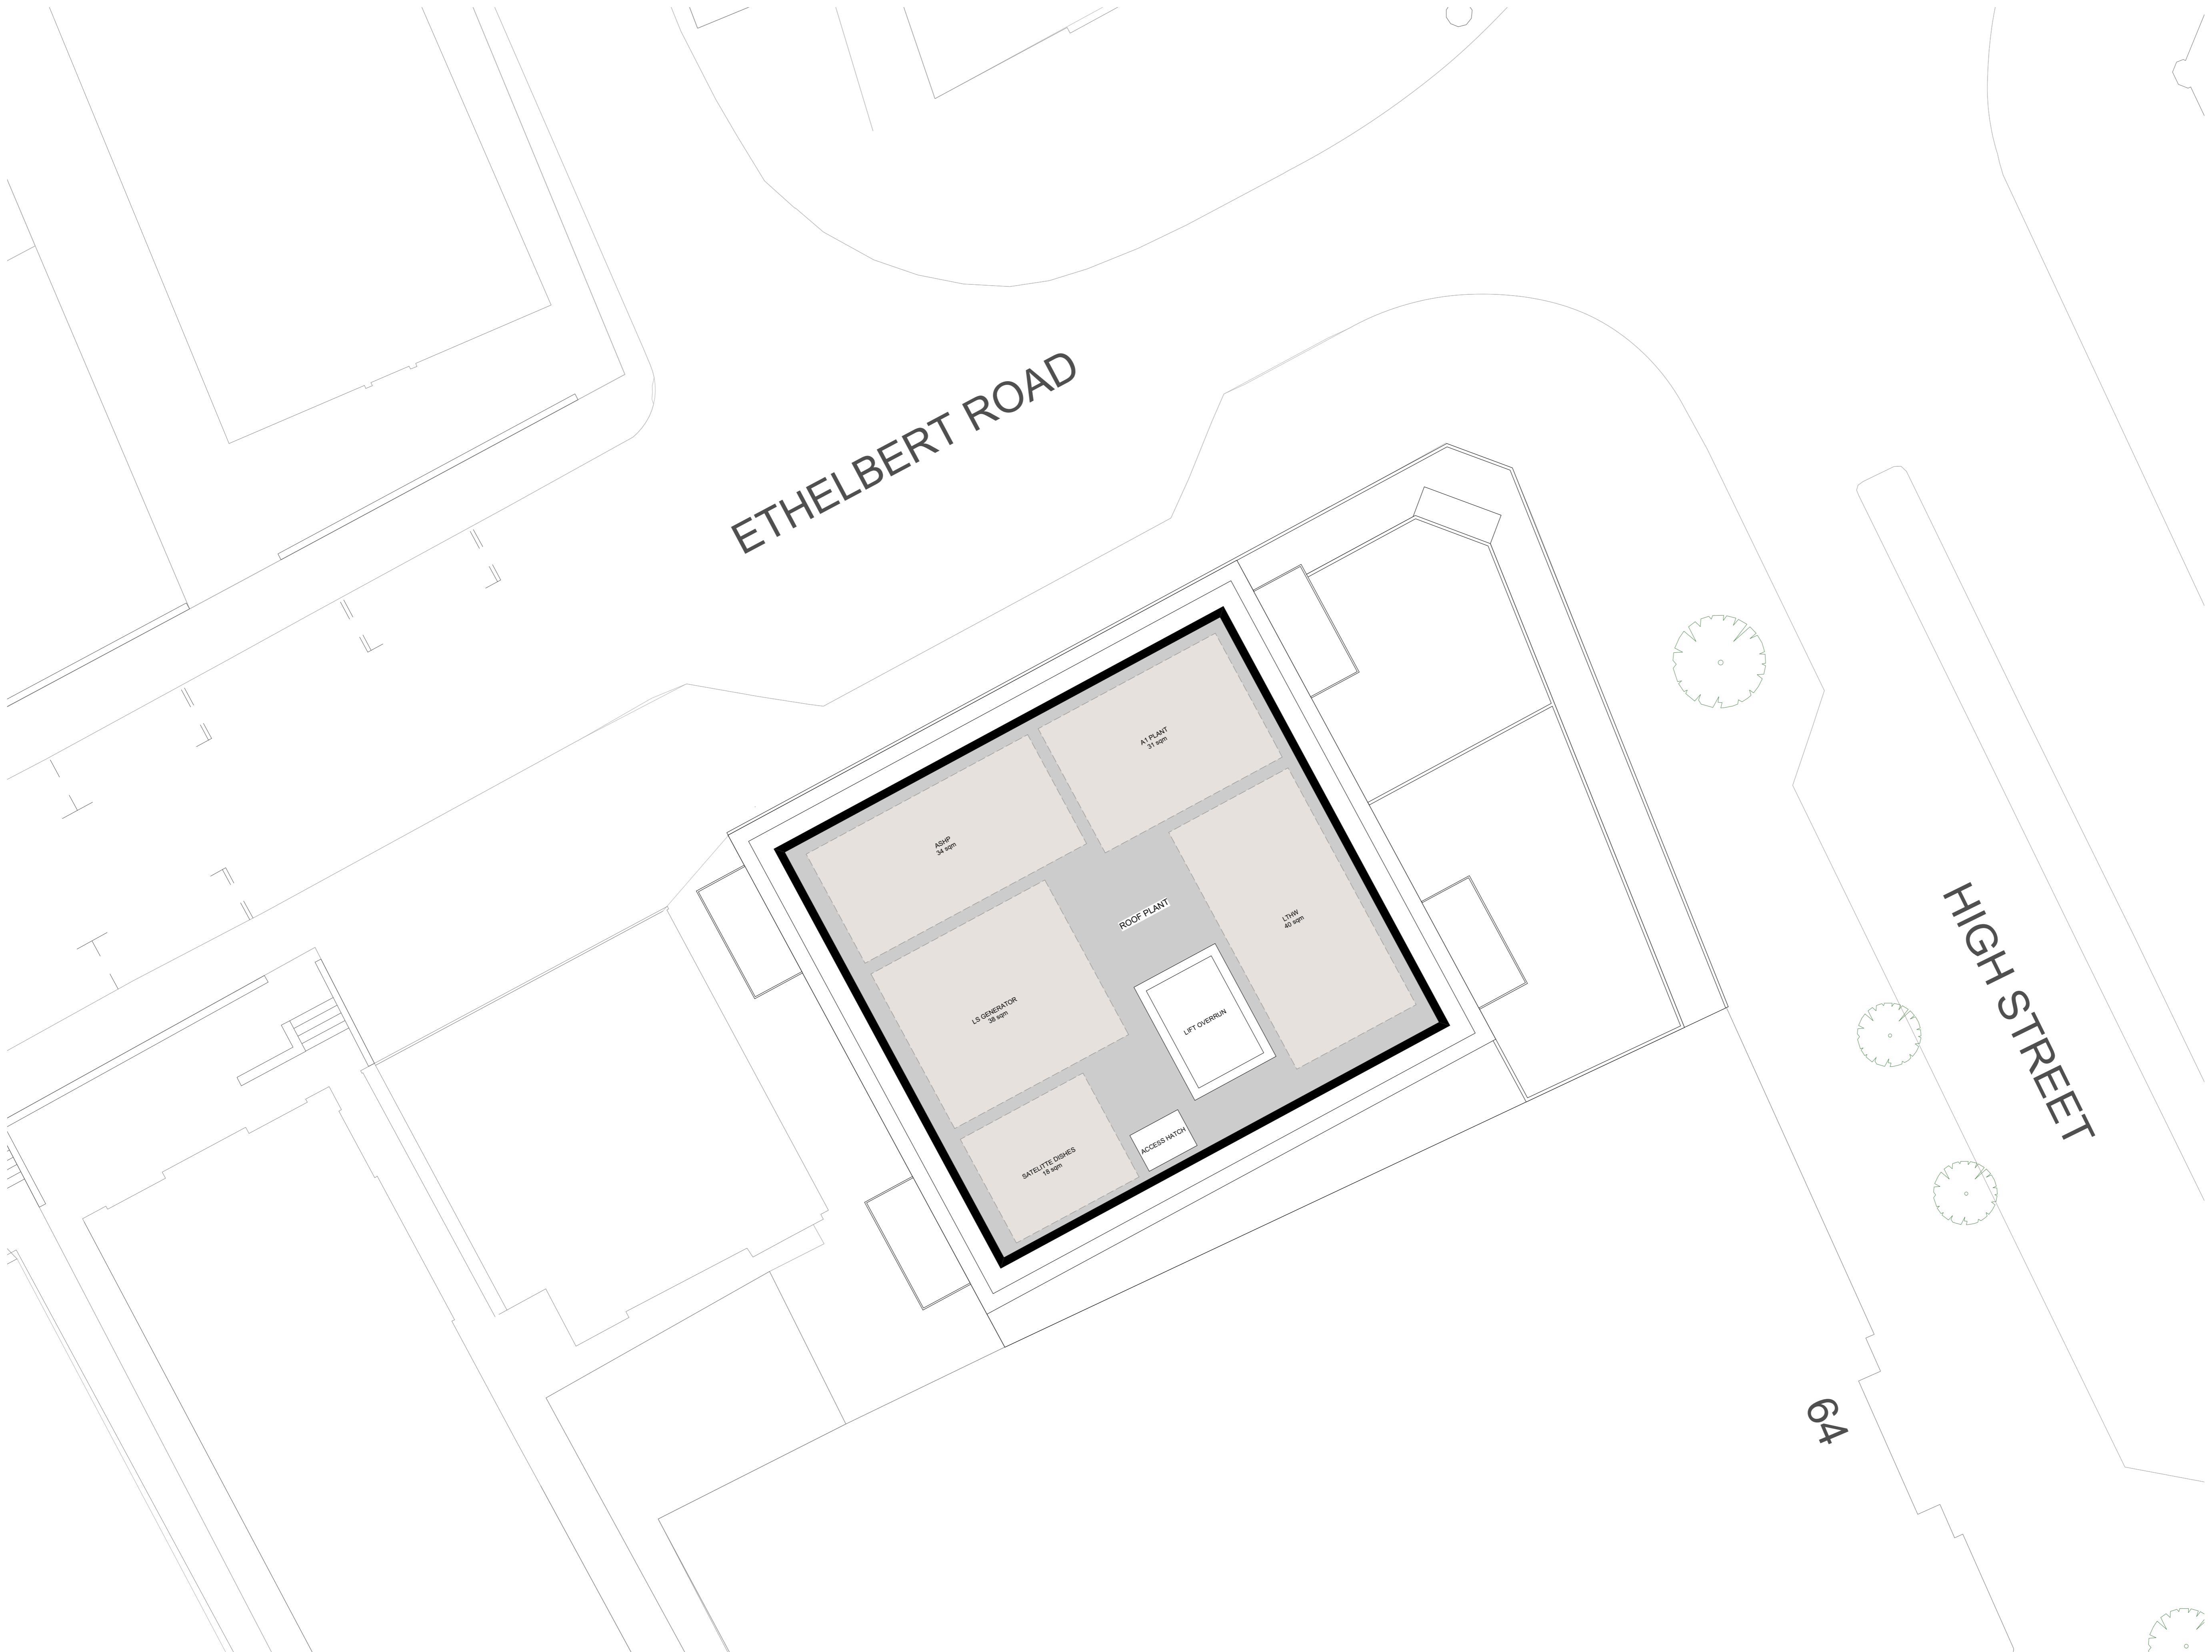 ETHELBERT ROAD
A1 PLANT
31 sqm
ASHP
34 sqm
ROOF PLANT
LTHW
40 sqm
LS GENERATOR
38 sqm
LIFT OVERRUN
ACCESS HATCH
SATELITTE DISHES
18 sqm
HIGH STREET
64